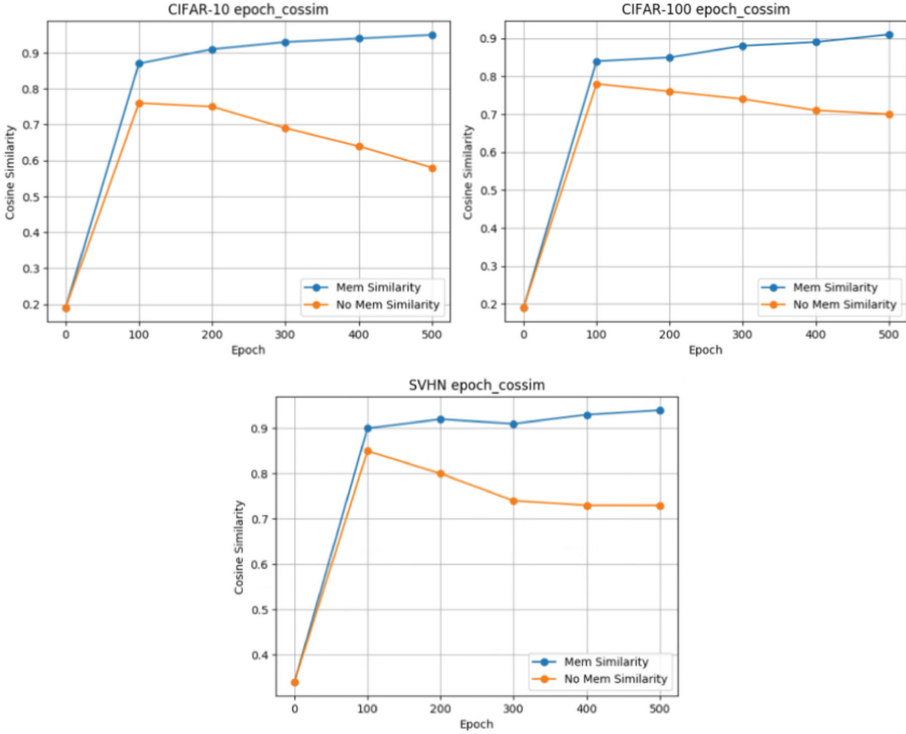 CIFAR-10 epoch_cossim
0.9
0.8
0.7
0.6
0.5
0.4
0.3
0.2
Cosine Similarity
Mem Similarity
No Mem Similarity
0 100 200 300 400 500
Epoch
CIFAR-100 epoch_cossim
0.9
0.8
0.7
0.6
0.5
0.4
0.3
0.2
Cosine Similarity
Mem Similarity
No Mem Similarity
0 100 200 300 400 500
Epoch
SVHN epoch_cossim
0.9
0.8
0.7
0.6
0.5
0.4
Cosine Similarity
Mem Similarity
No Mem Similarity
0 100 200 300 400 500
Epoch